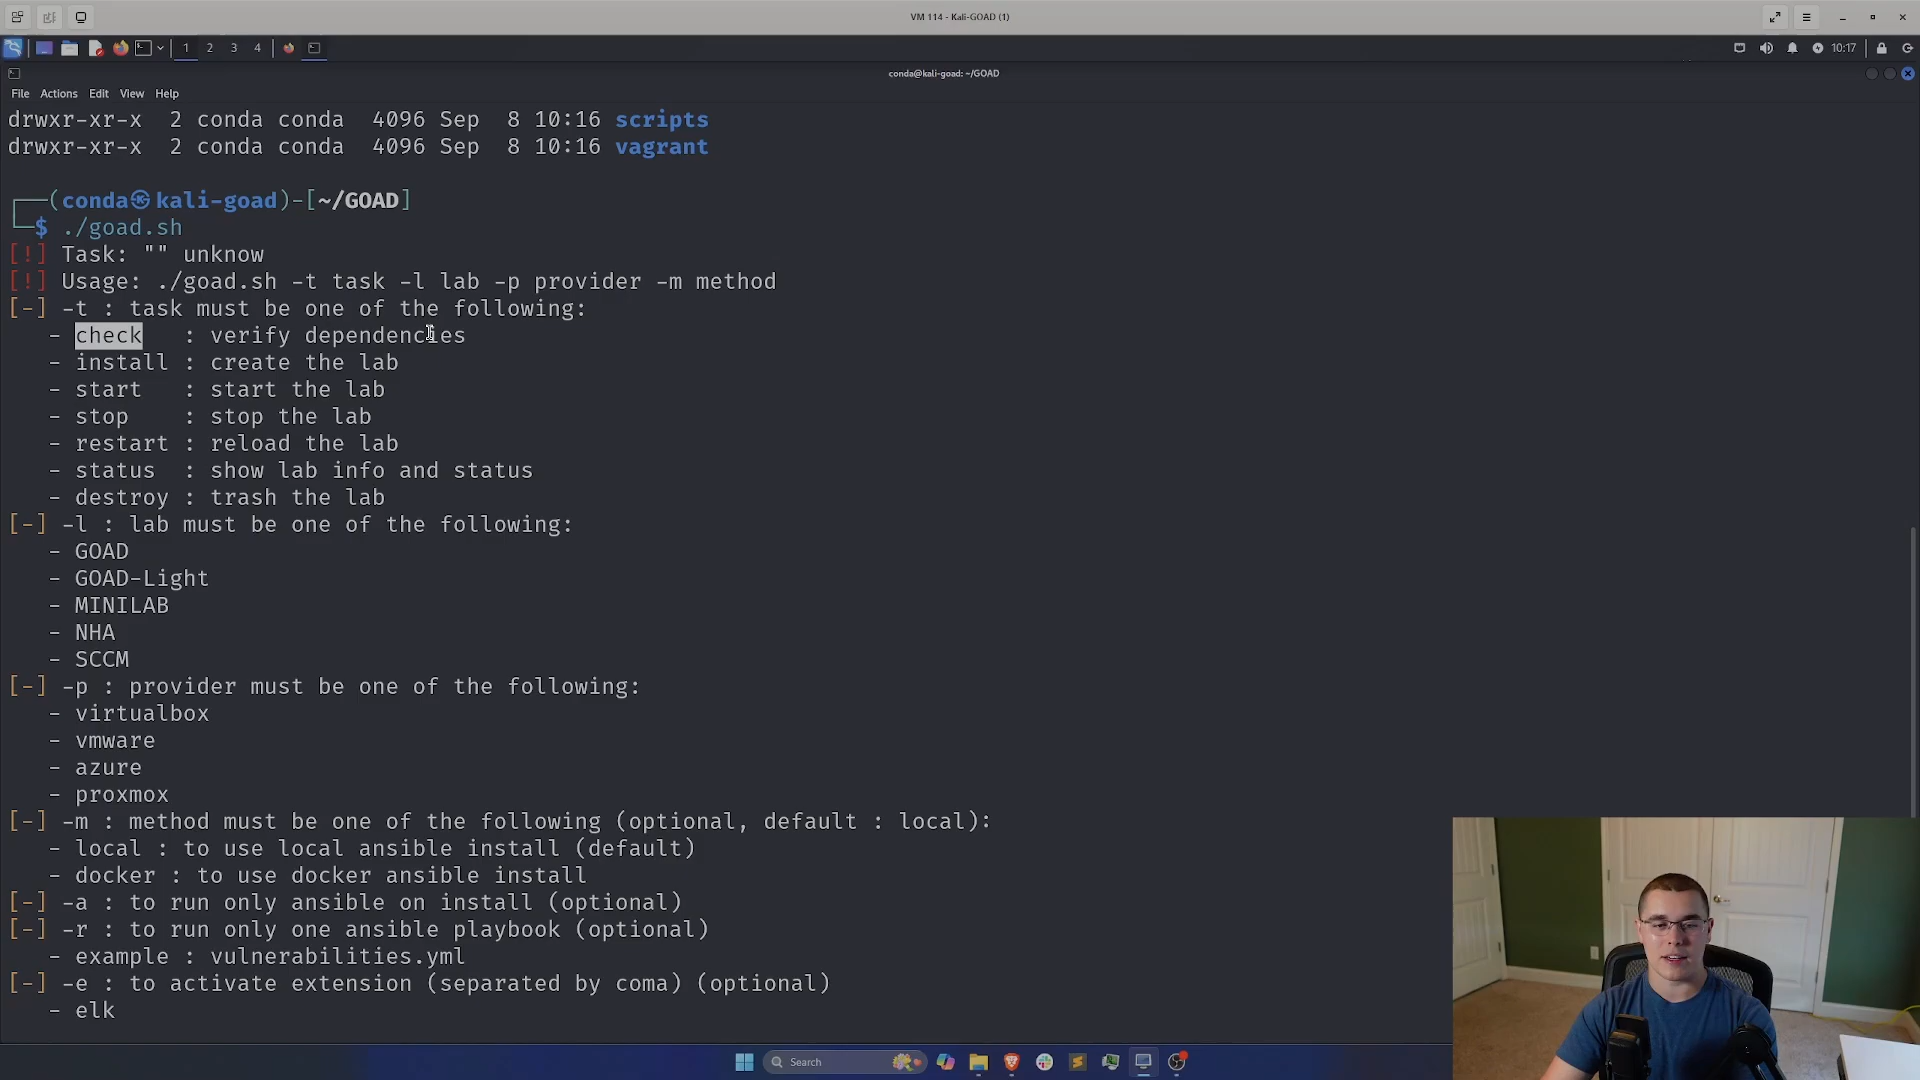 VM 114 - Kali-GOAD (1)
1 2 3 4
10:17
conda@kali-goad: ~/GOAD
File Actions Edit View Help
drwxr-xr-x 2 conda conda 4096 Sep 8 10:16 scripts
drwxr-xr-x 2 conda conda 4096 Sep 8 10:16 vagrant
┌──(conda㉿kali-goad)-[~/GOAD]
└─$ ./goad.sh
[!] Task: "" unknow
[!] Usage: ./goad.sh -t task -l lab -p provider -m method
[-] -t : task must be one of the following:
- check : verify dependencies
- install : create the lab
- start : start the lab
- stop : stop the lab
- restart : reload the lab
- status : show lab info and status
- destroy : trash the lab
[-] -l : lab must be one of the following:
- GOAD
- GOAD-Light
- MINILAB
- NHA
- SCCM
[-] -p : provider must be one of the following:
- virtualbox
- vmware
- azure
- proxmox
[-] -m : method must be one of the following (optional, default : local):
- local : to use local ansible install (default)
- docker : to use docker ansible install
[-] -a : to run only ansible on install (optional)
[-] -r : to run only one ansible playbook (optional)
- example : vulnerabilities.yml
[-] -e : to activate extension (separated by coma) (optional)
- elk
Search